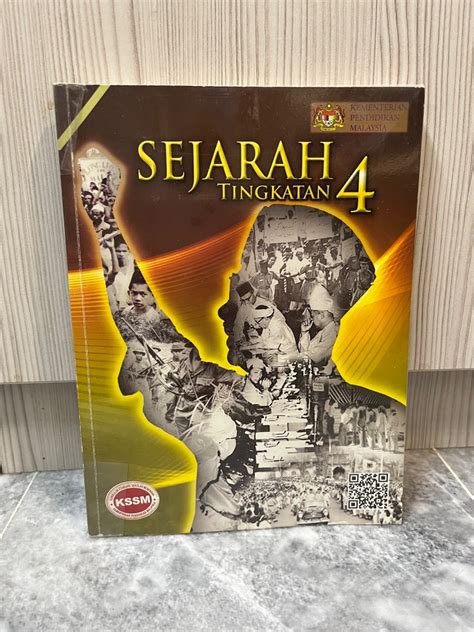 KEMENTERIAN
PENDIDIKAN
MALAYSIA
SEJARAH
TINGKATAN 4
KSSM